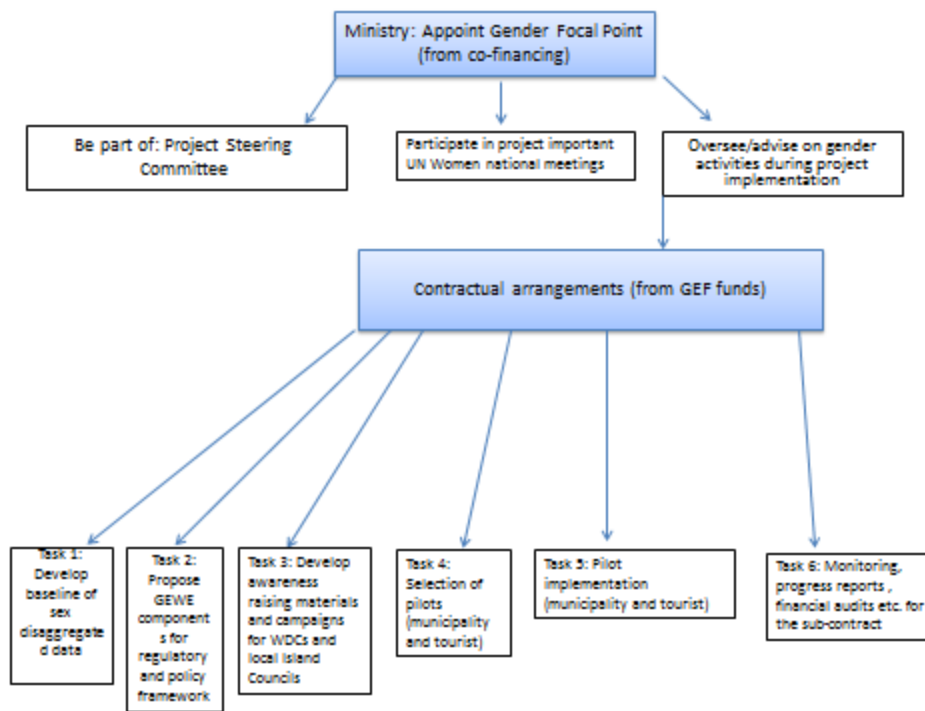 Ministry: Appoint Gender Focal Point
(from co-financing)
Be part of: Project Steering
Committee
Participate in project important
UN Women national meetings
Oversee/advise on gender
activities during project
implementation
Contractual arrangements (from GEF funds)
Task 1:
Develop
baseline of
sex
disaggregate
d data
Task 2:
Propose
GEWE
component
s for
regulatory
and policy
framework
Task 3: Develop
awareness
raising materials
and campaigns
for WDCs and
local Island
Councils
Task 4:
Selection of
pilots
(municipality
and tourist)
Task 5: Pilot
implementation
(municipality and tourist)
Task 6: Monitoring,
progress reports ,
financial audits etc. for
the sub-contract